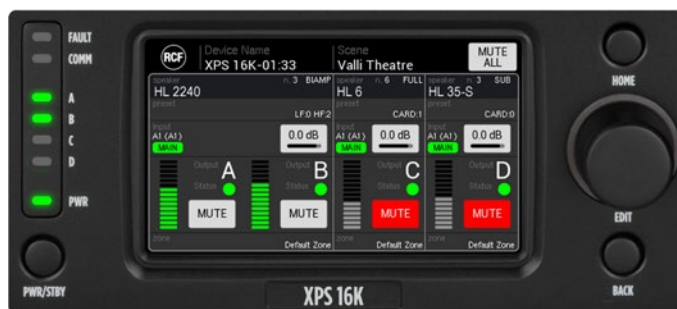 FAULT
COMM
A
B
C
D
PWR
PWR/STBY
RCF
Device Name
XPS 16K-01:33
Scene
Valli Theatre
MUTE
ALL
speaker n. 3 BIAMP
HL 2240
preset
LF:0 HF:2
Input
A1 (A1)
MAIN
0.0 dB
Output A
Status
MUTE
Output B
Status
MUTE
zone
Default Zone
speaker n. 6 FULL
HL 6
preset
CARD:1
Input
A1 (A1)
MAIN
0.0 dB
Output C
Status
MUTE
zone
Default Zone
speaker n. 3 SUB
HL 35-S
preset
CARD:0
Input
A1 (A1)
MAIN
0.0 dB
Output D
Status
MUTE
zone
Default Zone
HOME
EDIT
BACK
XPS 16K